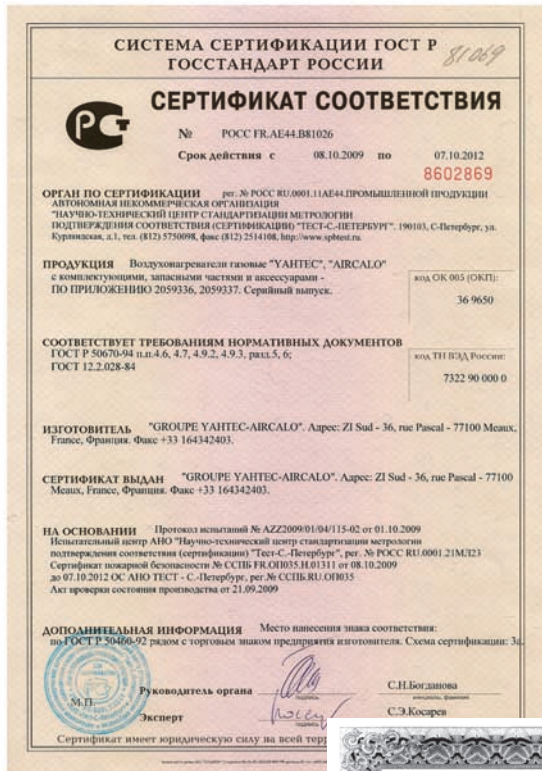 СИСТЕМА СЕРТИФИКАЦИИ ГОСТ Р
ГОССТАНДАРТ РОССИИ
81069
СЕРТИФИКАТ СООТВЕТСТВИЯ
№ РОСС FR.АЕ44.В81026
Срок действия с 08.10.2009 по 07.10.2012
8602869
ОРГАН ПО СЕРТИФИКАЦИИ рег. № РОСС RU.0001.11АЕ44.ПРОМЫШЛЕННОЙ ПРОДУКЦИИ
АВТОНОМНАЯ НЕКОММЕРЧЕСКАЯ ОРГАНИЗАЦИЯ
"НАУЧНО-ТЕХНИЧЕСКИЙ ЦЕНТР СТАНДАРТИЗАЦИИ МЕТРОЛОГИИ
ПОДТВЕРЖДЕНИЯ СООТВЕТСТВИЯ (СЕРТИФИКАЦИИ) "ТЕСТ-С.-ПЕТЕРБУРГ". 190103, С-Петербург, ул.
Курляндская, д.1, тел. (812) 5750098, факс (812) 2514108, http://www.spbtest.ru.
ПРОДУКЦИЯ Воздухонагреватели газовые "YAHTEC", "AIRCALO"
с комплектующими, запасными частями и аксессуарами -
ПО ПРИЛОЖЕНИЮ 2059336, 2059337. Серийный выпуск.
код ОК 005 (ОКП):
36 9650
СООТВЕТСТВУЕТ ТРЕБОВАНИЯМ НОРМАТИВНЫХ ДОКУМЕНТОВ
ГОСТ Р 50670-94 п.п.4.6, 4.7, 4.9.2, 4.9.3, разд.5, 6;
ГОСТ 12.2.028-84
код ТН ВЭД России:
7322 90 000 0
ИЗГОТОВИТЕЛЬ "GROUPE YAHTEC-AIRCALO". Адрес: ZI Sud - 36, rue Pascal - 77100 Meaux,
France, Франция. Факс +33 164342403.
СЕРТИФИКАТ ВЫДАН "GROUPE YAHTEC-AIRCALO". Адрес: ZI Sud - 36, rue Pascal - 77100
Meaux, France, Франция. Факс +33 164342403.
НА ОСНОВАНИИ Протокол испытаний № AZZ2009/01/04/115-02 от 01.10.2009
Испытательный центр АНО "Научно-технический центр стандартизации метрологии
подтверждения соответствия (сертификации) "Тест-С.-Петербург", рег. № РОСС RU.0001.21МЛ23
Сертификат пожарной безопасности № ССПБ FR.ОП035.Н.01311 от 08.10.2009
до 07.10.2012 ОС АНО ТЕСТ - С.-Петербург, рег.№ ССПБ.RU.ОП035
Акт проверки состояния производства от 21.09.2009
ДОПОЛНИТЕЛЬНАЯ ИНФОРМАЦИЯ Место нанесения знака соответствия:
по ГОСТ Р 50460-92 рядом с торговым знаком предприятия изготовителя. Схема сертификации: 3а.
М.П.
Руководитель органа
подпись
С.Н.Богданова
инициалы, фамилия
Эксперт
подпись
С.Э.Косарев
Сертификат имеет юридическую силу на всей